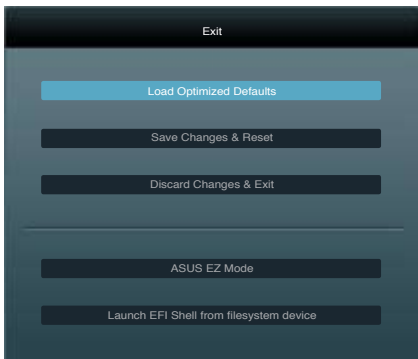 Exit
Load Optimized Defaults
Save Changes & Reset
Discard Changes & Exit
ASUS EZ Mode
Launch EFI Shell from filesystem device